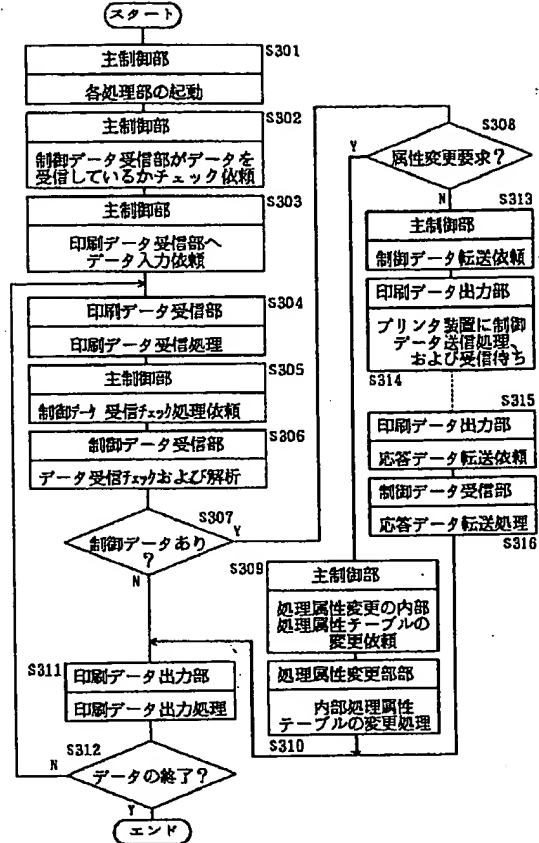 スタート
S301
主制御部
各処理部の起動
S302
主制御部
制御データ受信部がデータを
受信しているかチェック依頼
S303
主制御部
印刷データ受信部へ
データ入力依頼
S304
印刷データ受信部
印刷データ受信処理
S305
主制御部
制御データ 受信チェック処理依頼
S306
制御データ受信部
データ受信チェックおよび解析
S307
制御データあり
?
Y
N
S308
属性変更要求?
Y
N
S313
主制御部
制御データ転送依頼
印刷データ出力部
プリンタ装置に制御
データ送信処理、
および受信待ち
S314
S315
印刷データ出力部
応答データ転送依頼
制御データ受信部
応答データ転送処理
S316
S309
主制御部
処理属性変更の内部
処理属性テーブルの
変更依頼
処理属性変更部部
内部処理属性
テーブルの変更処理
S310
S311
印刷データ出力部
印刷データ出力処理
S312
データの終了?
N
Y
エンド